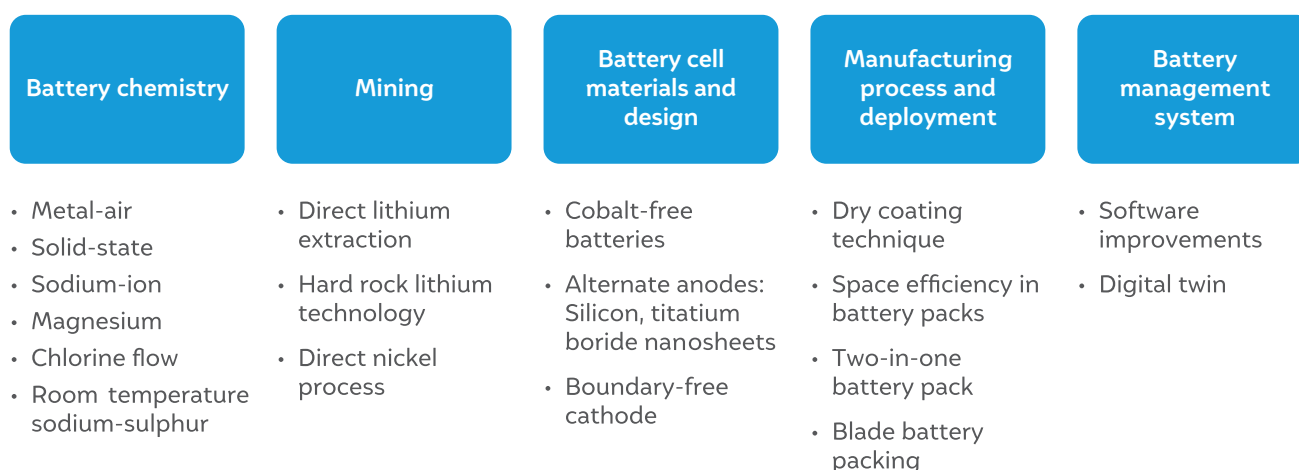 Battery chemistry
• Metal-air
• Solid-state
• Sodium-ion
• Magnesium
• Chlorine flow
• Room temperature
sodium-sulphur
Mining
• Direct lithium
extraction
• Hard rock lithium
technology
• Direct nickel
process
Battery cell
materials and
design
• Cobalt-free
batteries
• Alternate anodes:
Silicon, titatium
boride nanosheets
• Boundary-free
cathode
Manufacturing
process and
deployment
• Dry coating
technique
• Space efficiency in
battery packs
• Two-in-one
battery pack
• Blade battery
packing
Battery
management
system
• Software
improvements
• Digital twin